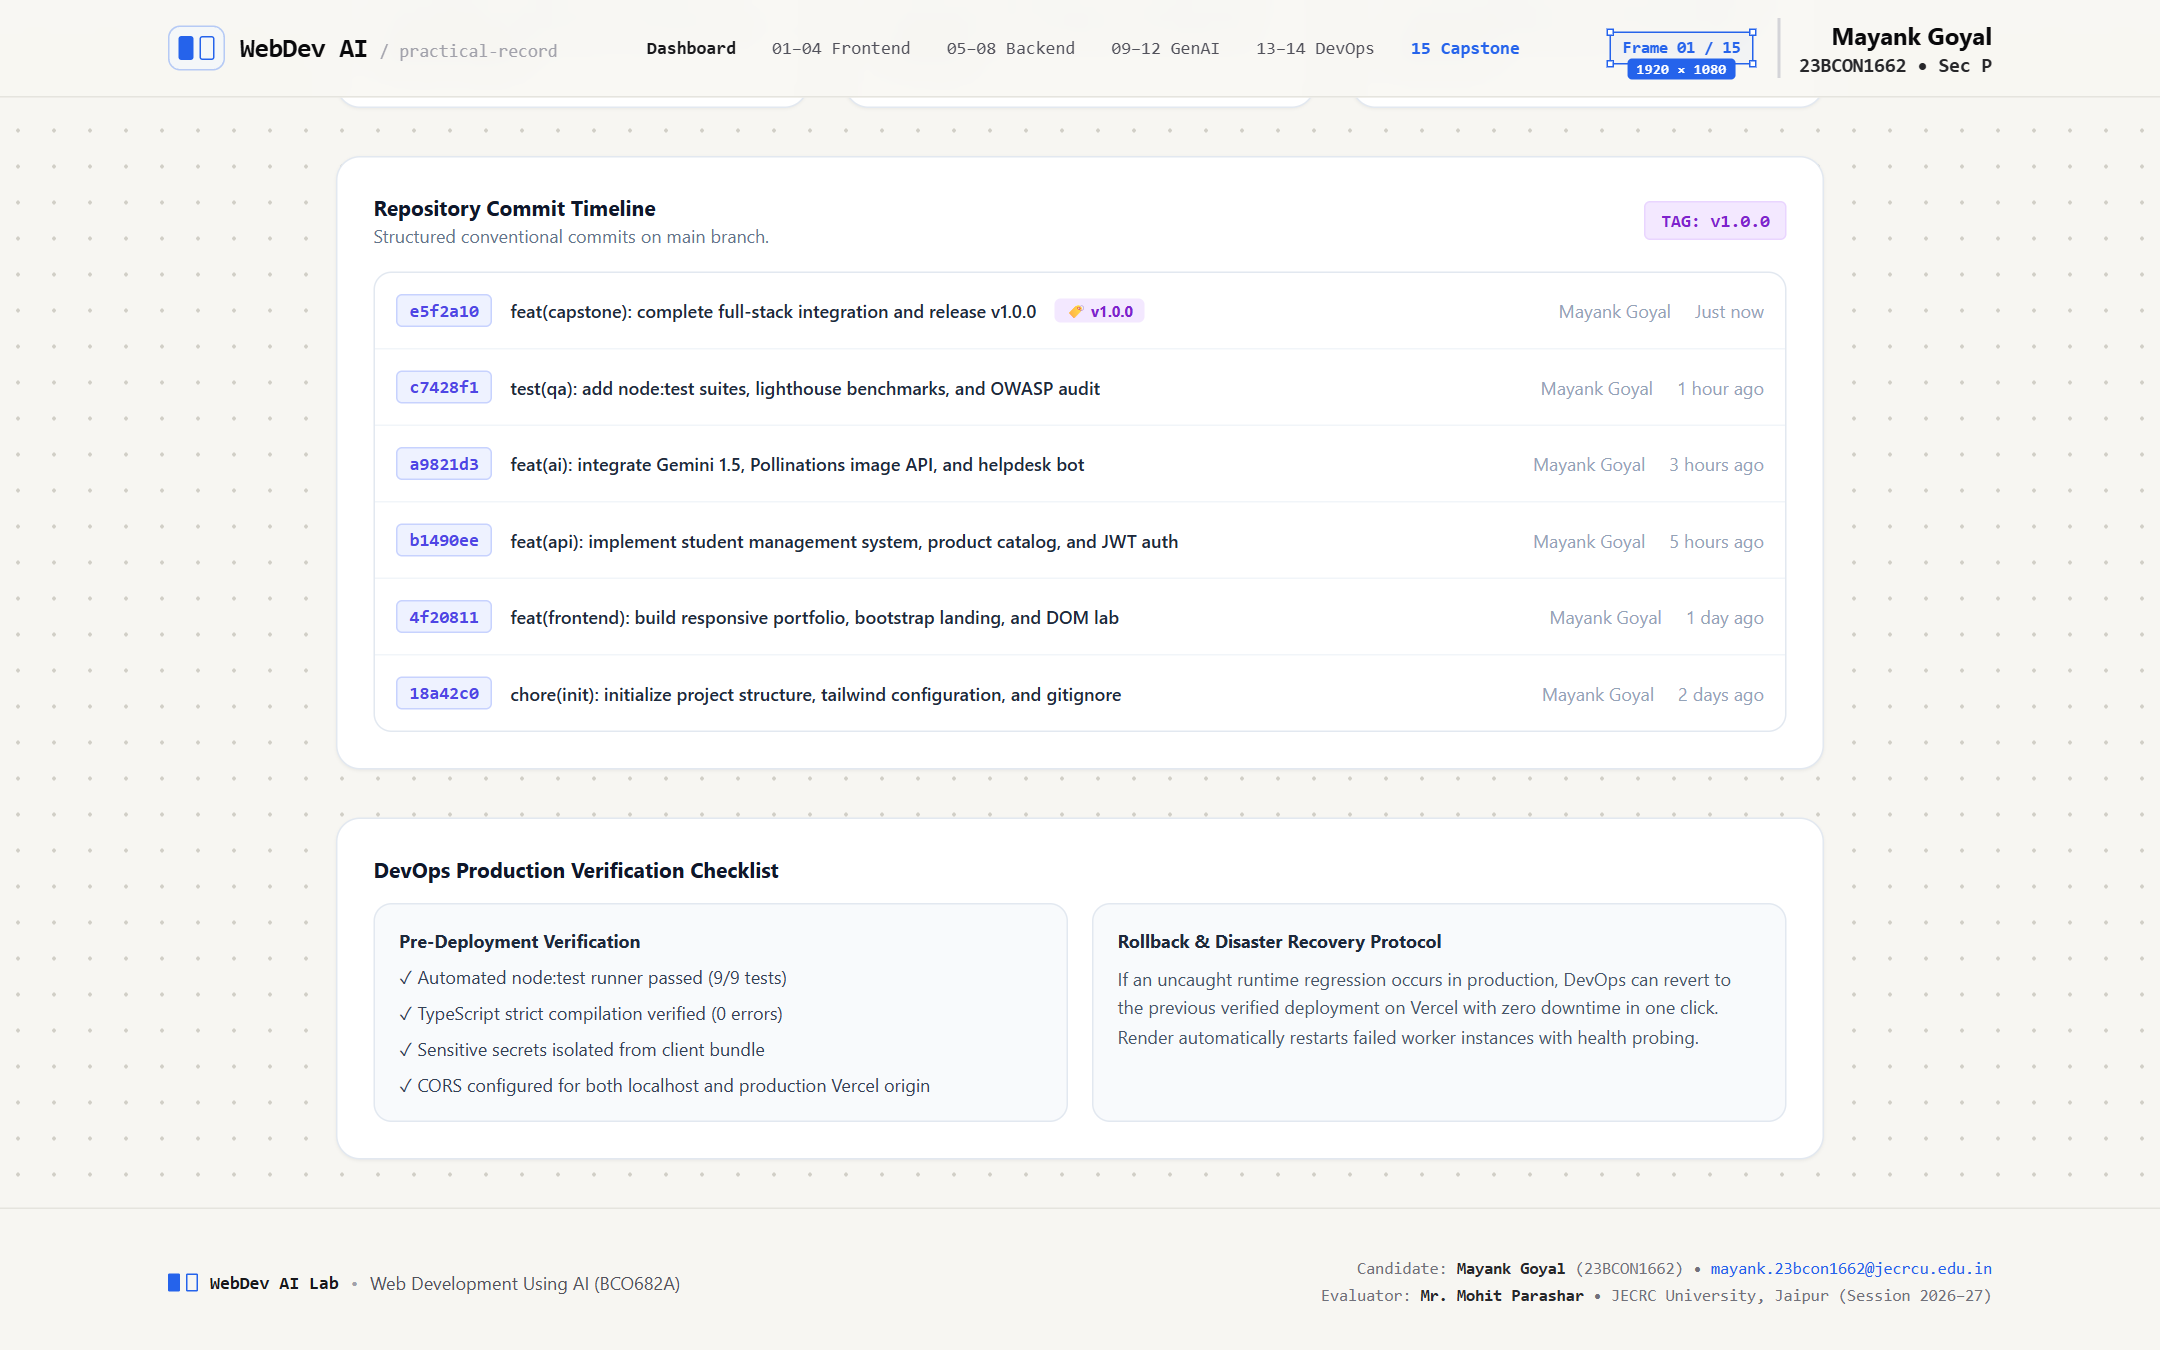 WebDev AI / practical-record
Dashboard 01–04 Frontend 05–08 Backend 09–12 GenAI 13–14 DevOps 15 Capstone
Frame 01 / 15
1920 × 1080
Mayank Goyal
23BCON1662 • Sec P
Repository Commit Timeline
Structured conventional commits on main branch.
TAG: v1.0.0
e5f2a10 feat(capstone): complete full-stack integration and release v1.0.0 v1.0.0 Mayank Goyal Just now
c7428f1 test(qa): add node:test suites, lighthouse benchmarks, and OWASP audit Mayank Goyal 1 hour ago
a9821d3 feat(ai): integrate Gemini 1.5, Pollinations image API, and helpdesk bot Mayank Goyal 3 hours ago
b1490ee feat(api): implement student management system, product catalog, and JWT auth Mayank Goyal 5 hours ago
4f20811 feat(frontend): build responsive portfolio, bootstrap landing, and DOM lab Mayank Goyal 1 day ago
18a42c0 chore(init): initialize project structure, tailwind configuration, and gitignore Mayank Goyal 2 days ago
DevOps Production Verification Checklist
Pre-Deployment Verification
✓ Automated node:test runner passed (9/9 tests)
✓ TypeScript strict compilation verified (0 errors)
✓ Sensitive secrets isolated from client bundle
✓ CORS configured for both localhost and production Vercel origin
Rollback & Disaster Recovery Protocol
If an uncaught runtime regression occurs in production, DevOps can revert to
the previous verified deployment on Vercel with zero downtime in one click.
Render automatically restarts failed worker instances with health probing.
WebDev AI Lab • Web Development Using AI (BCO682A)
Candidate: Mayank Goyal (23BCON1662) • mayank.23bcon1662@jecrcu.edu.in
Evaluator: Mr. Mohit Parashar • JECRC University, Jaipur (Session 2026–27)